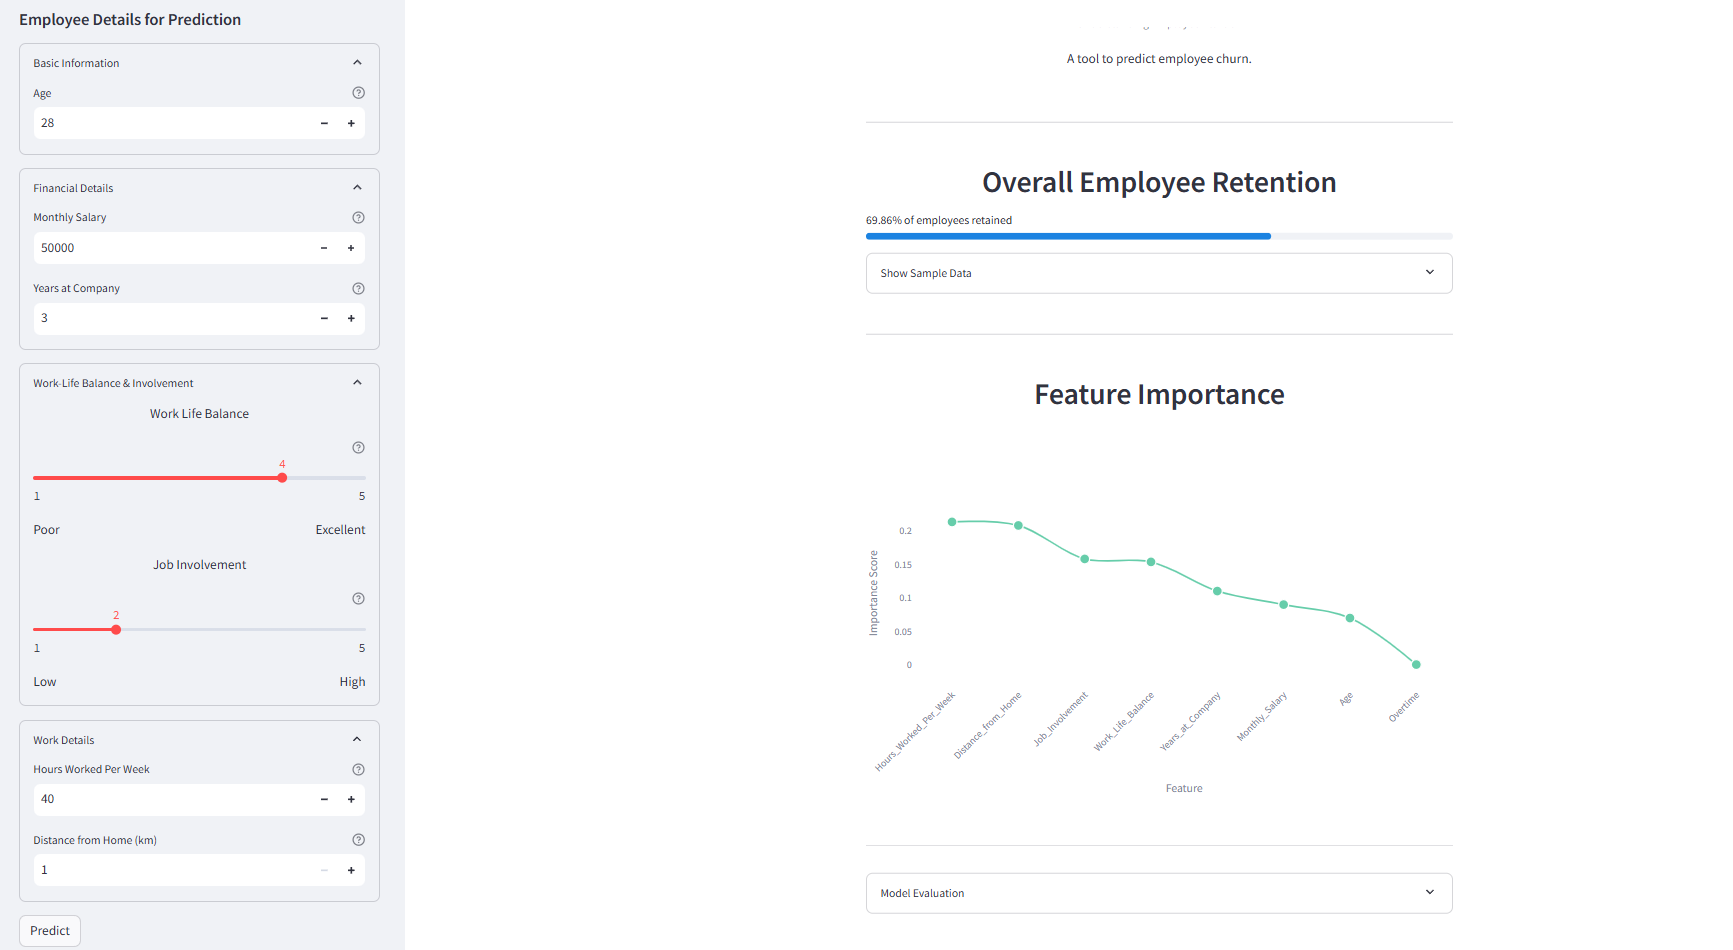 Employee Details for Prediction
Basic Information
Age
28
Financial Details
Monthly Salary
50000
Years at Company
3
Work-Life Balance & Involvement
Work Life Balance
4
1 5
Poor Excellent
Job Involvement
2
1 5
Low High
Work Details
Hours Worked Per Week
40
Distance from Home (km)
1
Predict
A tool to predict employee churn.
Overall Employee Retention
69.86% of employees retained
Show Sample Data
Feature Importance
Importance Score
0.2
0.15
0.1
0.05
0
Hours_Worked_Per_Week
Distance_from_Home
Job_Involvement
Work_Life_Balance
Years_at_Company
Monthly_Salary
Age
Overtime
Feature
Model Evaluation